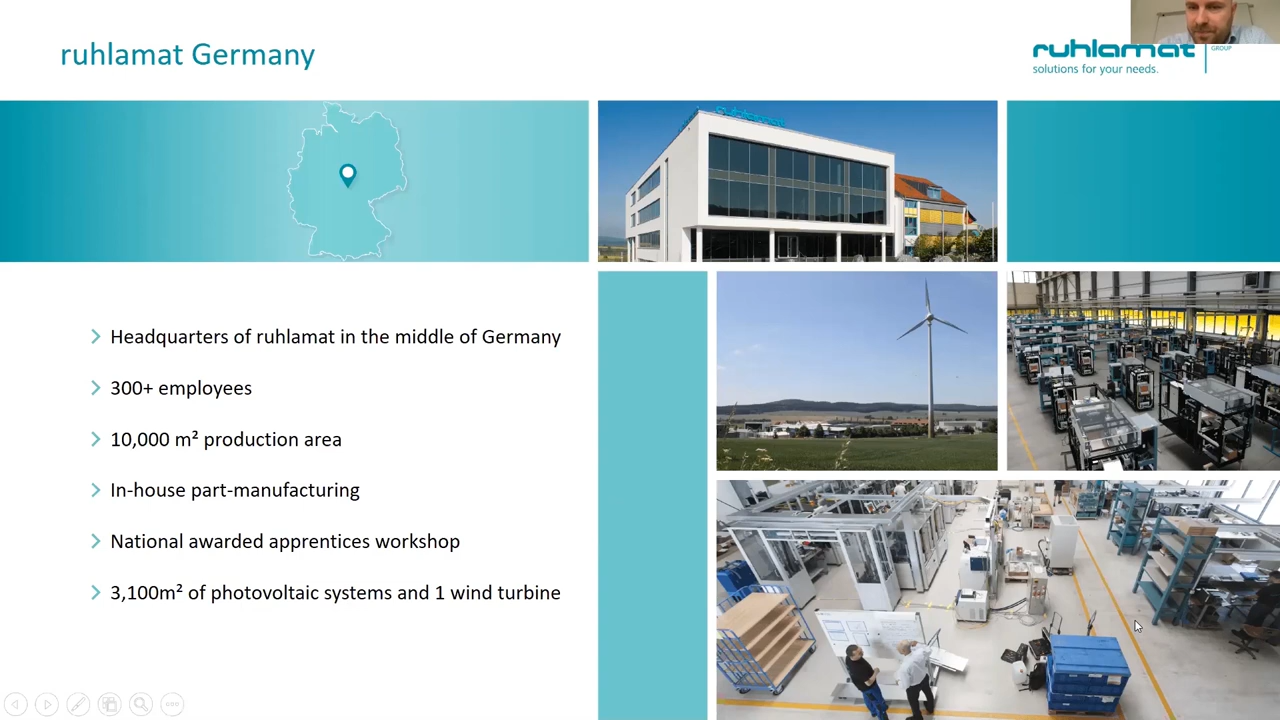 ruhlamat Germany
ruhlamat
GROUP
solutions for your needs.
ruhlamat
Headquarters of ruhlamat in the middle of Germany
300+ employees
10,000 m² production area
In-house part-manufacturing
National awarded apprentices workshop
3,100m² of photovoltaic systems and 1 wind turbine